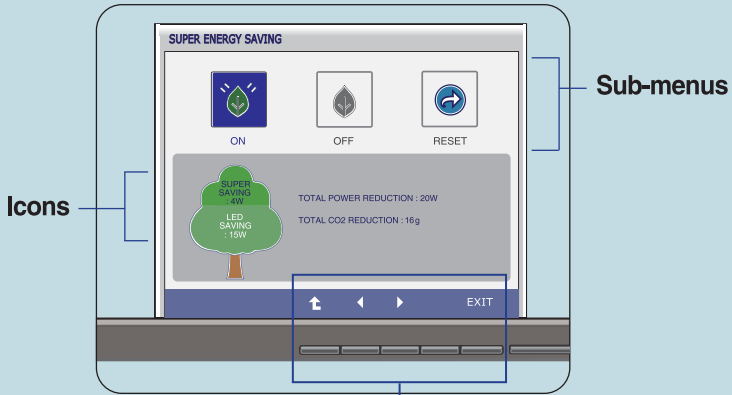 SUPER ENERGY SAVING
Sub-menus
ON
OFF
RESET
Icons
SUPER
SAVING
: 4W
LED
SAVING
: 15W
TOTAL POWER REDUCTION : 20W
TOTAL CO2 REDUCTION : 16g
EXIT